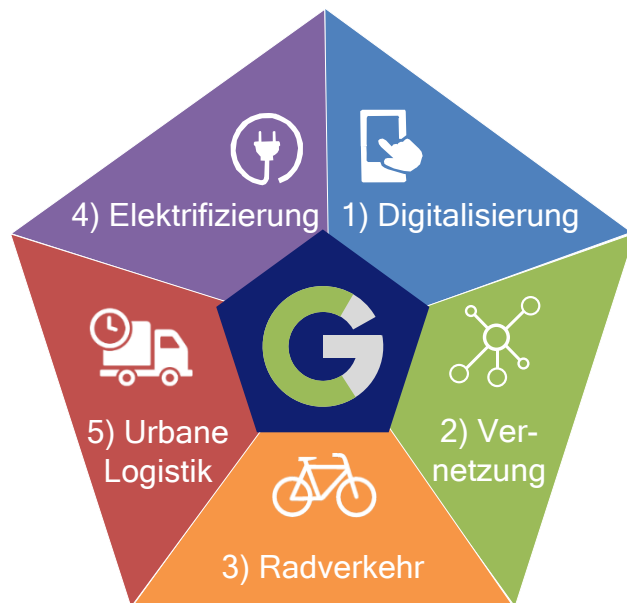 1) Digitalisierung
2) Ver-
netzung
3) Radverkehr
4) Elektrifizierung
5) Urbane
Logistik
G